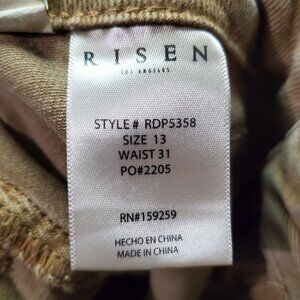 RISEN
LOS ANGELES
STYLE# RDP5358
SIZE 13
WAIST 31
PO#2205
RN#159259
HECHO EN CHINA
MADE IN CHINA